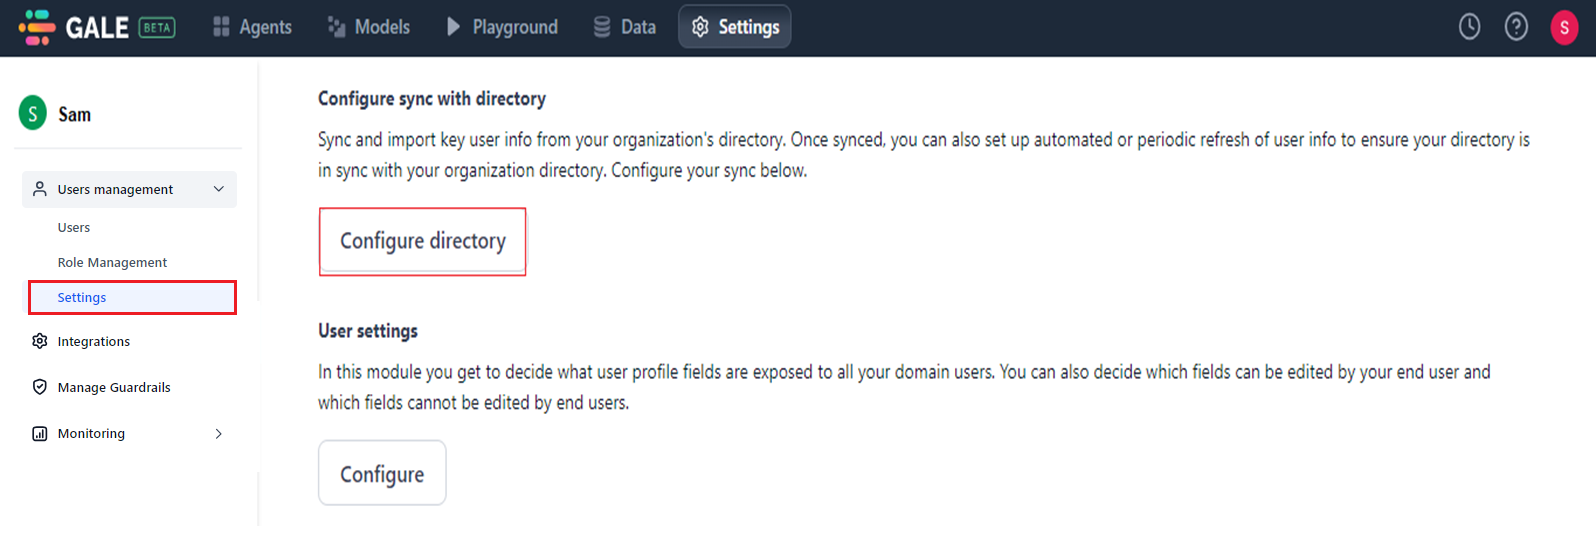 GALE BETA Agents Models Playground Data Settings ? S
S Sam
Users management
Users
Role Management
Settings
Integrations
Manage Guardrails
Monitoring
Configure sync with directory
Sync and import key user info from your organization's directory. Once synced, you can also set up automated or periodic refresh of user info to ensure your directory is
in sync with your organization directory. Configure your sync below.
Configure directory
User settings
In this module you get to decide what user profile fields are exposed to all your domain users. You can also decide which fields can be edited by your end user and
which fields cannot be edited by end users.
Configure